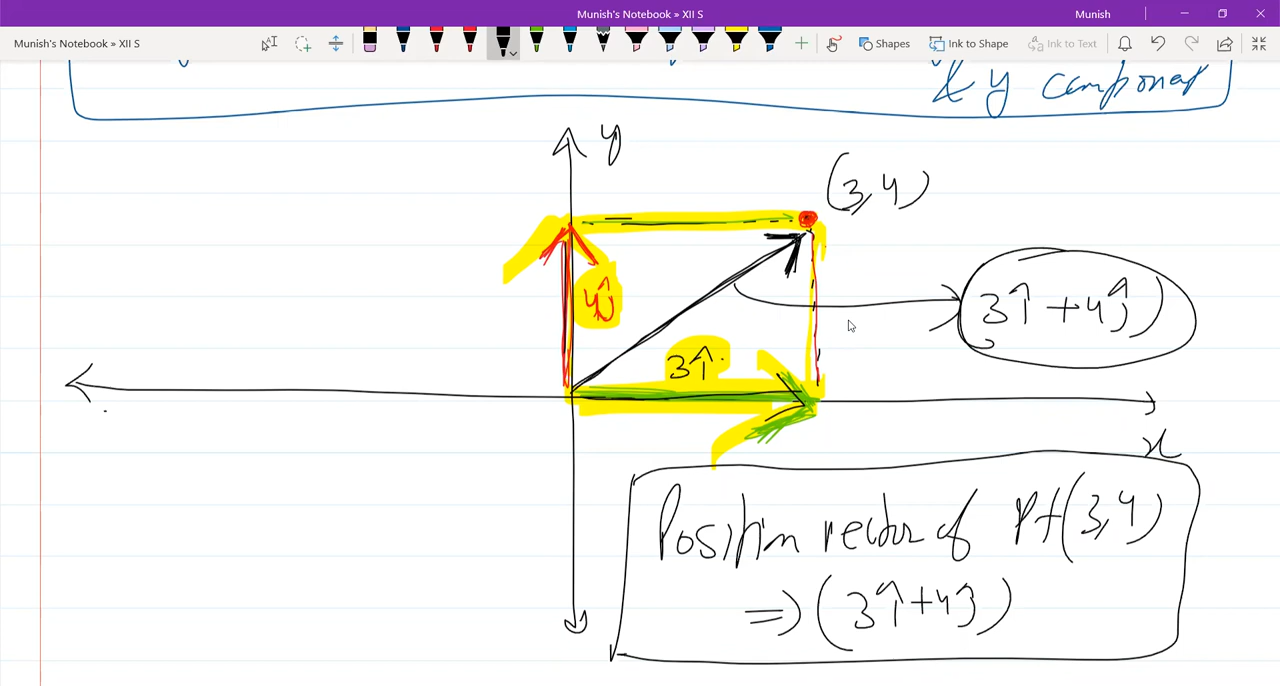 Munish's Notebook » XII S
Munish
Munish's Notebook » XII S
Shapes
Ink to Shape
Ink to Text
& y component
y
(3,4)
4ĵ
3î + 4ĵ
3î
x
Position vector of Pt(3,4)
=> (3î+4ĵ)